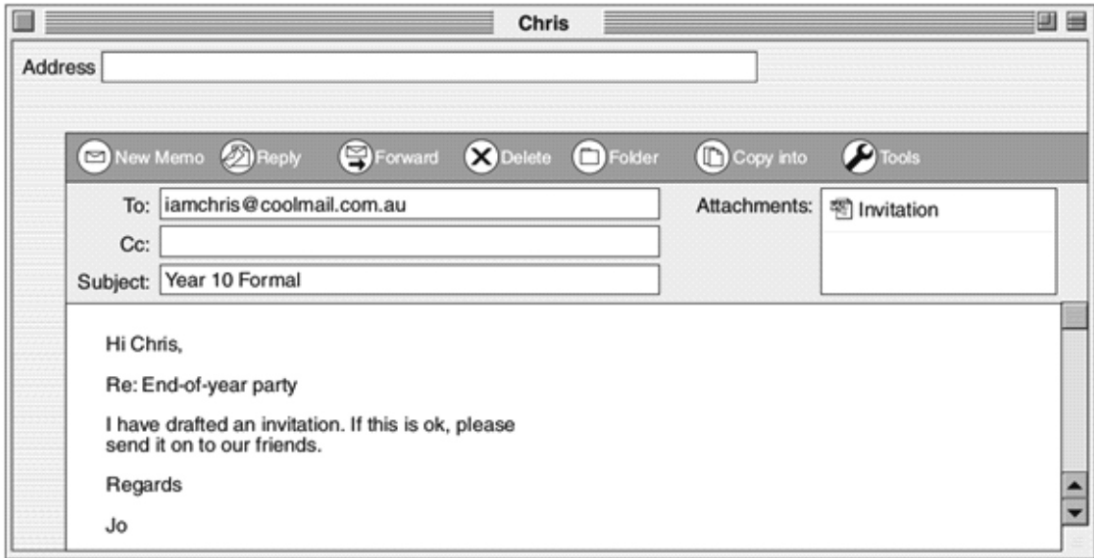 Chris
Address
New Memo Reply Forward Delete Folder Copy into Tools
To: iamchris@coolmail.com.au Attachments: Invitation
Cc:
Subject: Year 10 Formal
Hi Chris,
Re: End-of-year party
I have drafted an invitation. If this is ok, please
send it on to our friends.
Regards
Jo